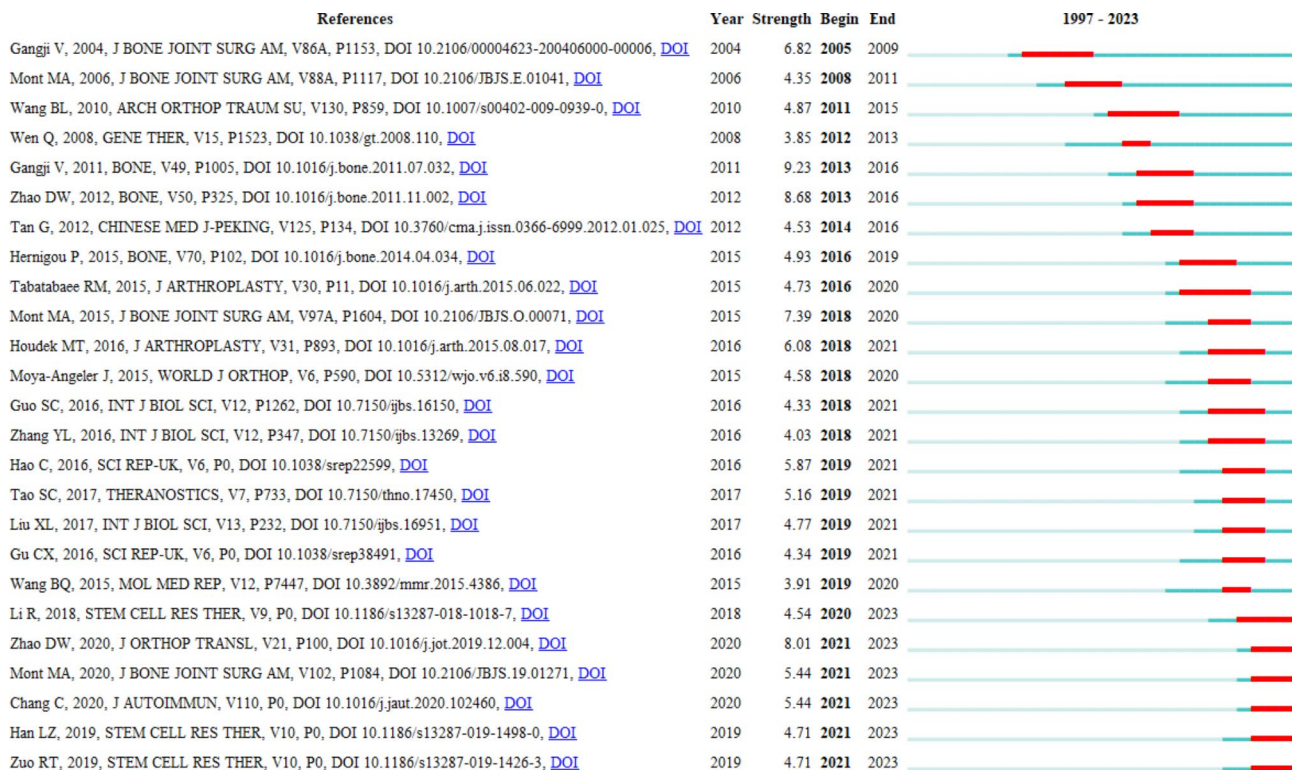 References Year Strength Begin End 1997 - 2023
Gangji V, 2004, J BONE JOINT SURG AM, V86A, P1153, DOI 10.2106/00004623-200406000-00006, DOI 2004 6.82 2005 2009
Mont MA, 2006, J BONE JOINT SURG AM, V88A, P1117, DOI 10.2106/JBJS.E.01041, DOI 2006 4.35 2008 2011
Wang BL, 2010, ARCH ORTHOP TRAUM SU, V130, P859, DOI 10.1007/s00402-009-0939-0, DOI 2010 4.87 2011 2015
Wen Q, 2008, GENE THER, V15, P1523, DOI 10.1038/gt.2008.110, DOI 2008 3.85 2012 2013
Gangji V, 2011, BONE, V49, P1005, DOI 10.1016/j.bone.2011.07.032, DOI 2011 9.23 2013 2016
Zhao DW, 2012, BONE, V50, P325, DOI 10.1016/j.bone.2011.11.002, DOI 2012 8.68 2013 2016
Tan G, 2012, CHINESE MED J-PEKING, V125, P134, DOI 10.3760/cma.j.issn.0366-6999.2012.01.025, DOI 2012 4.53 2014 2016
Hernigou P, 2015, BONE, V70, P102, DOI 10.1016/j.bone.2014.04.034, DOI 2015 4.93 2016 2019
Tabatabaee RM, 2015, J ARTHROPLASTY, V30, P11, DOI 10.1016/j.arth.2015.06.022, DOI 2015 4.73 2016 2020
Mont MA, 2015, J BONE JOINT SURG AM, V97A, P1604, DOI 10.2106/JBJS.O.00071, DOI 2015 7.39 2018 2020
Houdek MT, 2016, J ARTHROPLASTY, V31, P893, DOI 10.1016/j.arth.2015.08.017, DOI 2016 6.08 2018 2021
Moya-Angeler J, 2015, WORLD J ORTHOP, V6, P590, DOI 10.5312/wjo.v6.i8.590, DOI 2015 4.58 2018 2020
Guo SC, 2016, INT J BIOL SCI, V12, P1262, DOI 10.7150/ijbs.16150, DOI 2016 4.33 2018 2021
Zhang YL, 2016, INT J BIOL SCI, V12, P347, DOI 10.7150/ijbs.13269, DOI 2016 4.03 2018 2021
Hao C, 2016, SCI REP-UK, V6, P0, DOI 10.1038/srep22599, DOI 2016 5.87 2019 2021
Tao SC, 2017, THERANOSTICS, V7, P733, DOI 10.7150/thno.17450, DOI 2017 5.16 2019 2021
Liu XL, 2017, INT J BIOL SCI, V13, P232, DOI 10.7150/ijbs.16951, DOI 2017 4.77 2019 2021
Gu CX, 2016, SCI REP-UK, V6, P0, DOI 10.1038/srep38491, DOI 2016 4.34 2019 2021
Wang BQ, 2015, MOL MED REP, V12, P7447, DOI 10.3892/mmr.2015.4386, DOI 2015 3.91 2019 2020
Li R, 2018, STEM CELL RES THER, V9, P0, DOI 10.1186/s13287-018-1018-7, DOI 2018 4.54 2020 2023
Zhao DW, 2020, J ORTHOP TRANSL, V21, P100, DOI 10.1016/j.jot.2019.12.004, DOI 2020 8.01 2021 2023
Mont MA, 2020, J BONE JOINT SURG AM, V102, P1084, DOI 10.2106/JBJS.19.01271, DOI 2020 5.44 2021 2023
Chang C, 2020, J AUTOIMMUN, V110, P0, DOI 10.1016/j.jaut.2020.102460, DOI 2020 5.44 2021 2023
Han LZ, 2019, STEM CELL RES THER, V10, P0, DOI 10.1186/s13287-019-1498-0, DOI 2019 4.71 2021 2023
Zuo RT, 2019, STEM CELL RES THER, V10, P0, DOI 10.1186/s13287-019-1426-3, DOI 2019 4.71 2021 2023